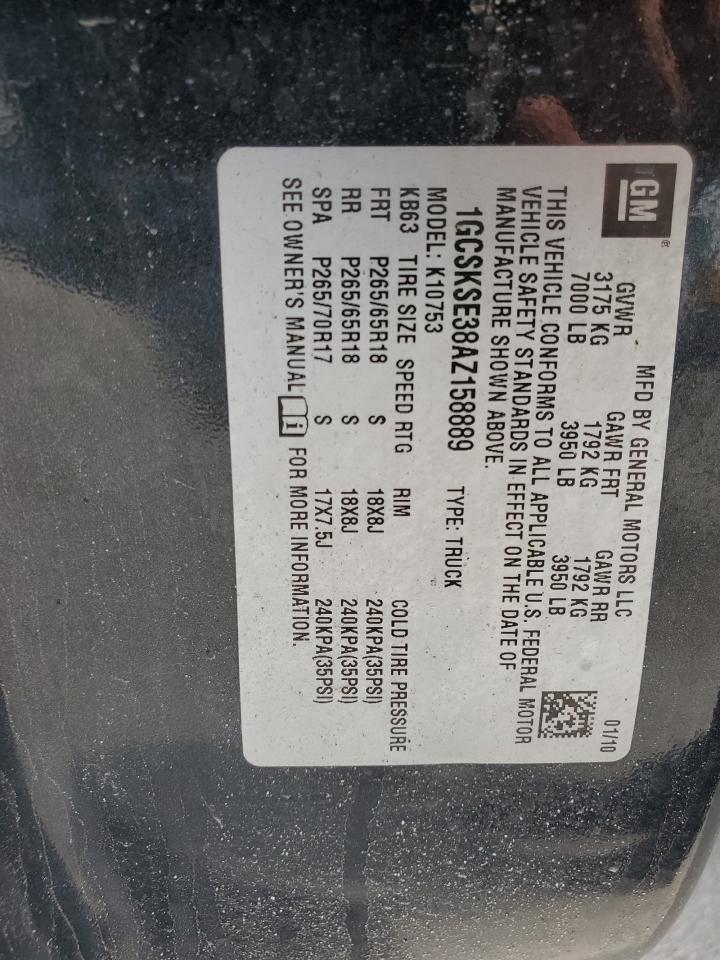 GM®
MFD BY GENERAL MOTORS LLC 01/10
GVWR GAWR FRT GAWR RR
3175 KG 1792 KG 1792 KG
7000 LB 3950 LB 3950 LB
THIS VEHICLE CONFORMS TO ALL APPLICABLE U.S. FEDERAL MOTOR
VEHICLE SAFETY STANDARDS IN EFFECT ON THE DATE OF
MANUFACTURE SHOWN ABOVE.
1GCSKSE38AZ158889 TYPE: TRUCK
MODEL: K10753
KB63 TIRE SIZE SPEED RTG RIM COLD TIRE PRESSURE
FRT P265/65R18 S 18X8J 240KPA(35PSI)
RR P265/65R18 S 18X8J 240KPA(35PSI)
SPA P265/70R17 S 17X7.5J 240KPA(35PSI)
SEE OWNER'S MANUAL FOR MORE INFORMATION.